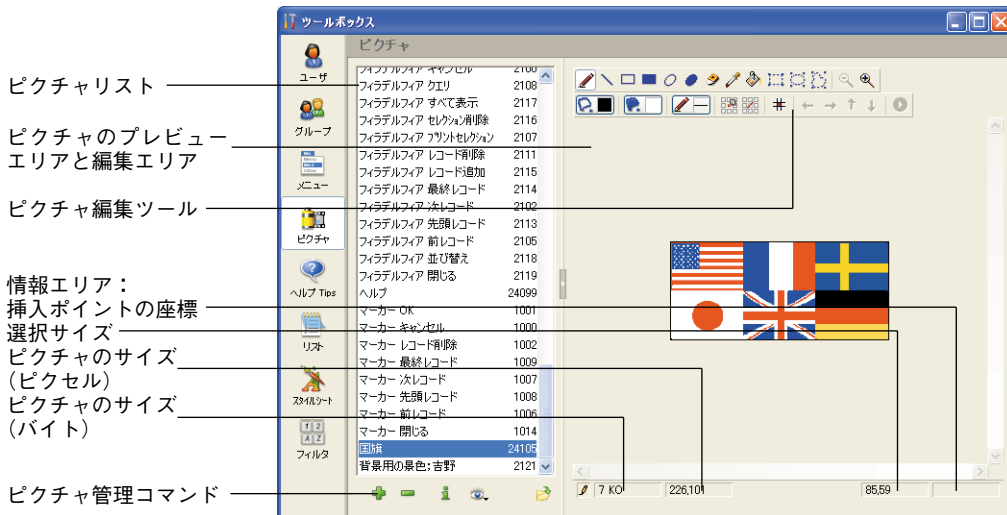 ツールボックス
ピクチャ
ユーザ
グループ
メニュー
ピクチャ
ヘルプ Tips
リスト
スタイルシート
フィルタ
ピクチャリスト
ピクチャのプレビュー
エリアと編集エリア
ピクチャ編集ツール
情報エリア：
挿入ポイントの座標
選択サイズ
ピクチャのサイズ
(ピクセル)
ピクチャのサイズ
(バイト)
ピクチャ管理コマンド
フィラデルフィア キャンセル 2100
フィラデルフィア クエリ 2108
フィラデルフィア すべて表示 2117
フィラデルフィア セレクション削除 2116
フィラデルフィア プリントセレクション 2107
フィラデルフィア レコード削除 2111
フィラデルフィア レコード追加 2115
フィラデルフィア 最終レコード 2114
フィラデルフィア 次レコード 2102
フィラデルフィア 先頭レコード 2113
フィラデルフィア 前レコード 2105
フィラデルフィア 並び替え 2118
フィラデルフィア 閉じる 2119
ヘルプ 24099
マーカー OK 1001
マーカー キャンセル 1000
マーカー レコード削除 1002
マーカー 最終レコード 1009
マーカー 次レコード 1007
マーカー 先頭レコード 1008
マーカー 前レコード 1006
マーカー 閉じる 1014
国旗 24105
背景用の景色;吉野 2121
7 KO
226,101
85,59